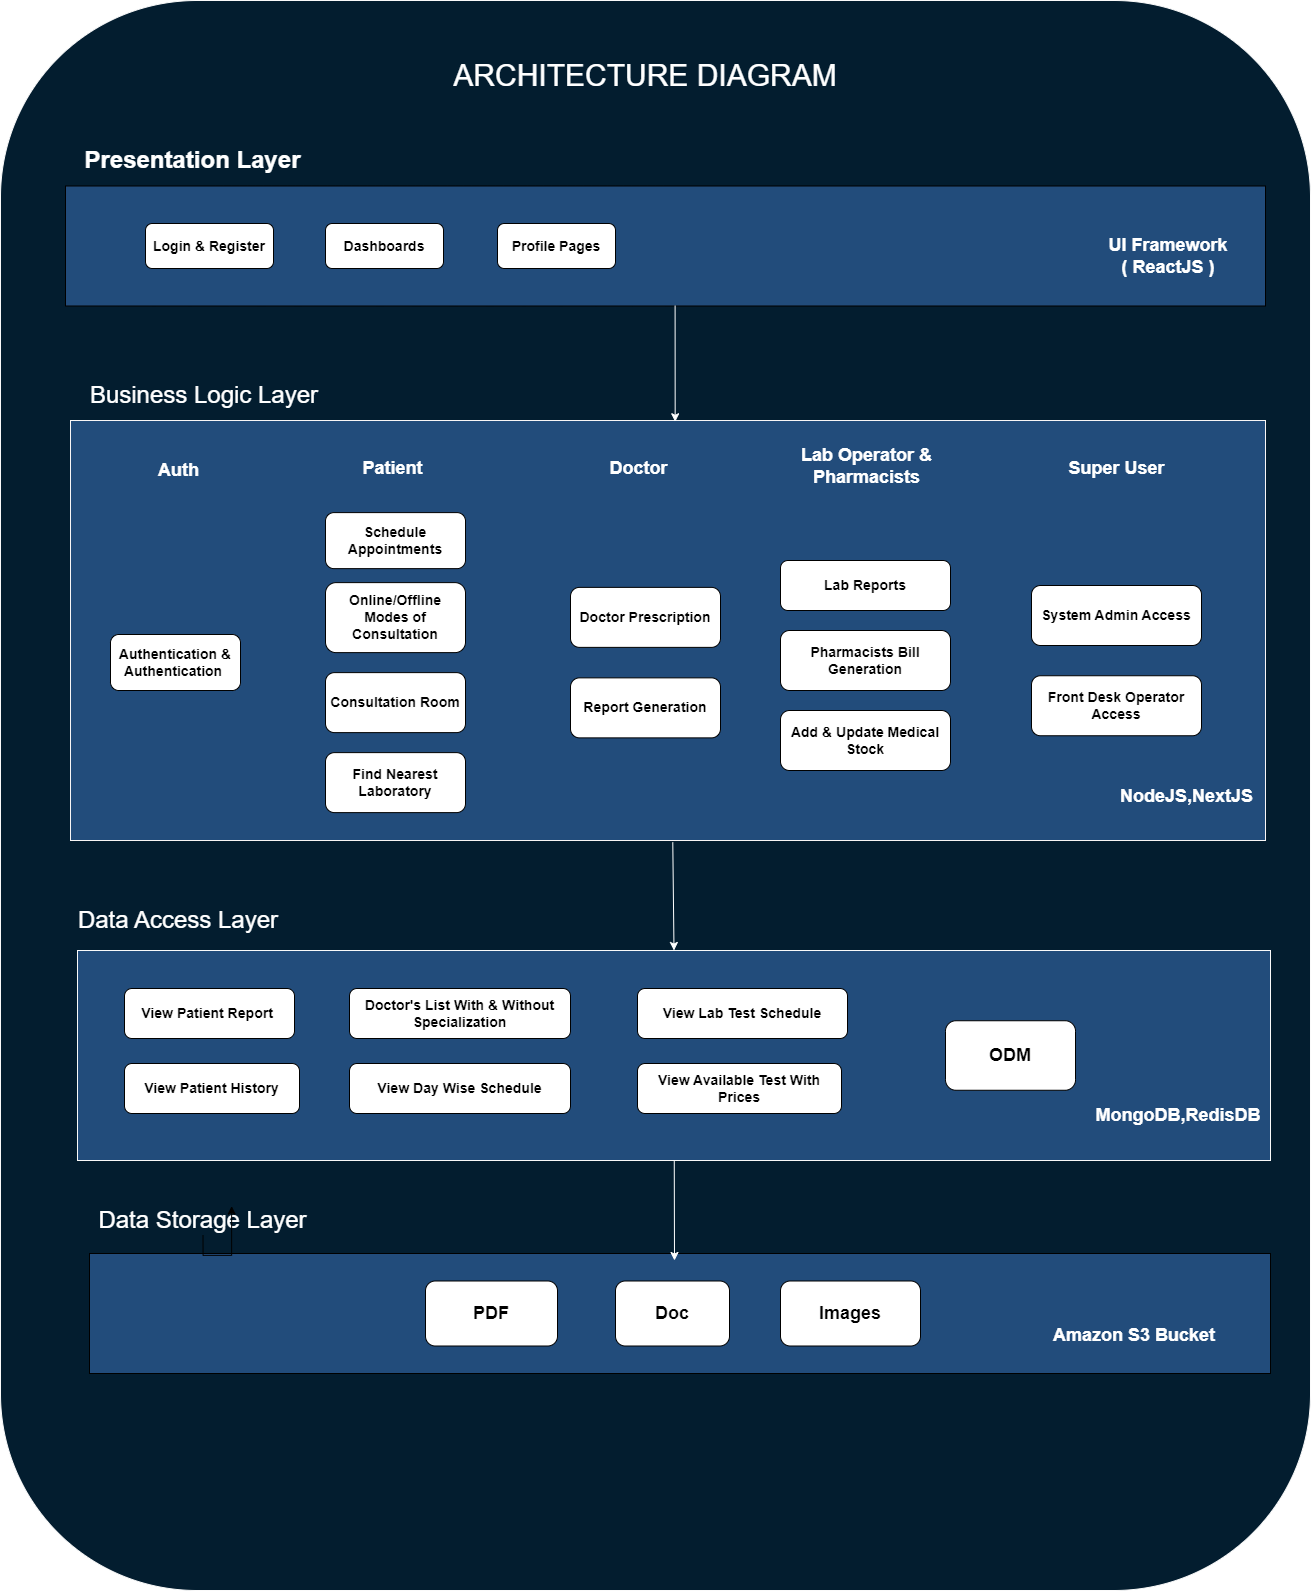 ARCHITECTURE DIAGRAM
Presentation Layer
Login & Register
Dashboards
Profile Pages
UI Framework
( ReactJS )
Business Logic Layer
Auth
Patient
Doctor
Lab Operator &
Pharmacists
Super User
Authentication &
Authentication
Schedule
Appointments
Online/Offline
Modes of
Consultation
Consultation Room
Find Nearest
Laboratory
Doctor Prescription
Report Generation
Lab Reports
Pharmacists Bill
Generation
Add & Update Medical
Stock
System Admin Access
Front Desk Operator
Access
NodeJS,NextJS
Data Access Layer
View Patient Report
Doctor's List With & Without
Specialization
View Lab Test Schedule
View Patient History
View Day Wise Schedule
View Available Test With
Prices
ODM
MongoDB,RedisDB
Data Storage Layer
PDF
Doc
Images
Amazon S3 Bucket